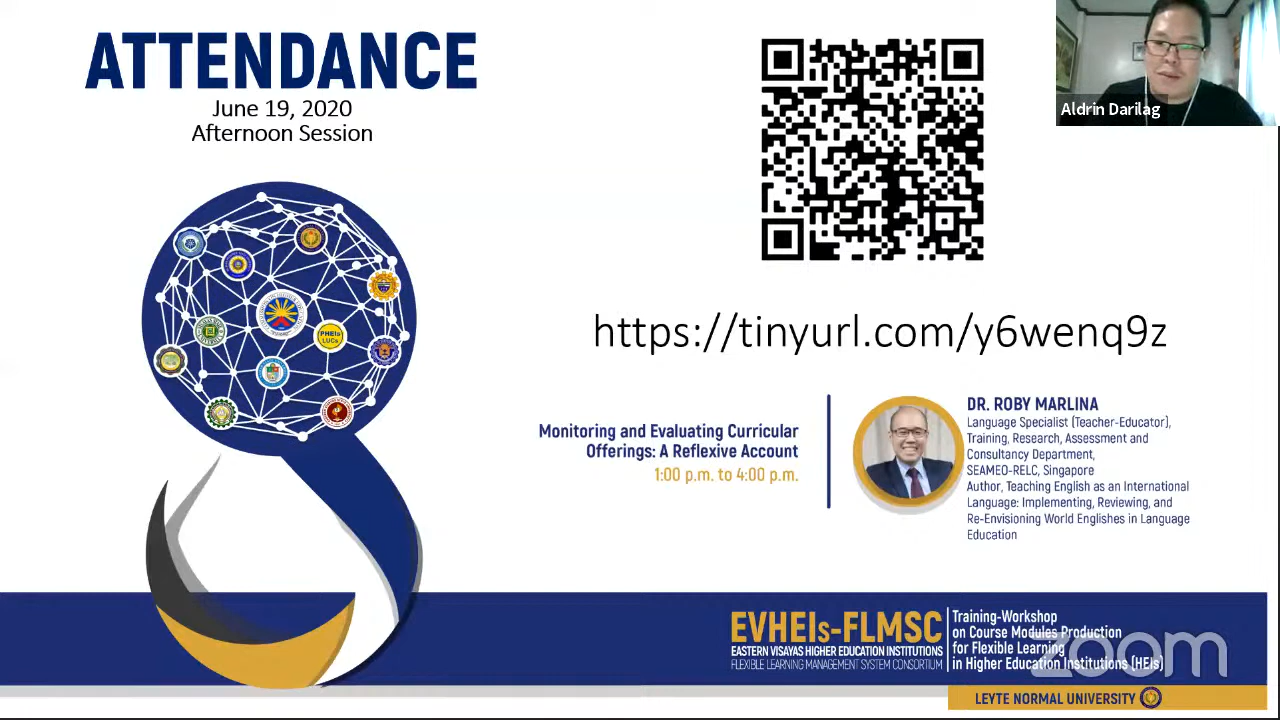 ATTENDANCE
June 19, 2020
Afternoon Session
Aldrin Darilag
PHEIs
LUCs
https://tinyurl.com/y6wenq9z
Monitoring and Evaluating Curricular
Offerings: A Reflexive Account
1:00 p.m. to 4:00 p.m.
DR. ROBY MARLINA
Language Specialist (Teacher-Educator),
Training, Research, Assessment and
Consultancy Department,
SEAMEO-RELC, Singapore
Author, Teaching English as an International
Language: Implementing, Reviewing, and
Re-Envisioning World Englishes in Language
Education
EVHEIs-FLMSC
EASTERN VISAYAS HIGHER EDUCATION INSTITUTIONS
FLEXIBLE LEARNING MANAGEMENT SYSTEM CONSORTIUM
Training-Workshop
on Course Modules Production
for Flexible Learning
in Higher Education Institutions (HEIs)
zoom
LEYTE NORMAL UNIVERSITY